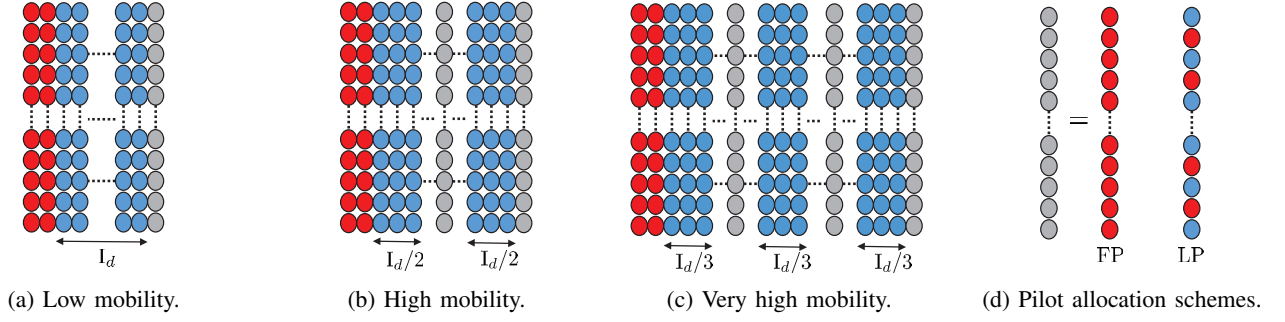 I_d
I_d/2 I_d/2
I_d/3 I_d/3 I_d/3
=
FP LP
(a) Low mobility.
(b) High mobility.
(c) Very high mobility.
(d) Pilot allocation schemes.